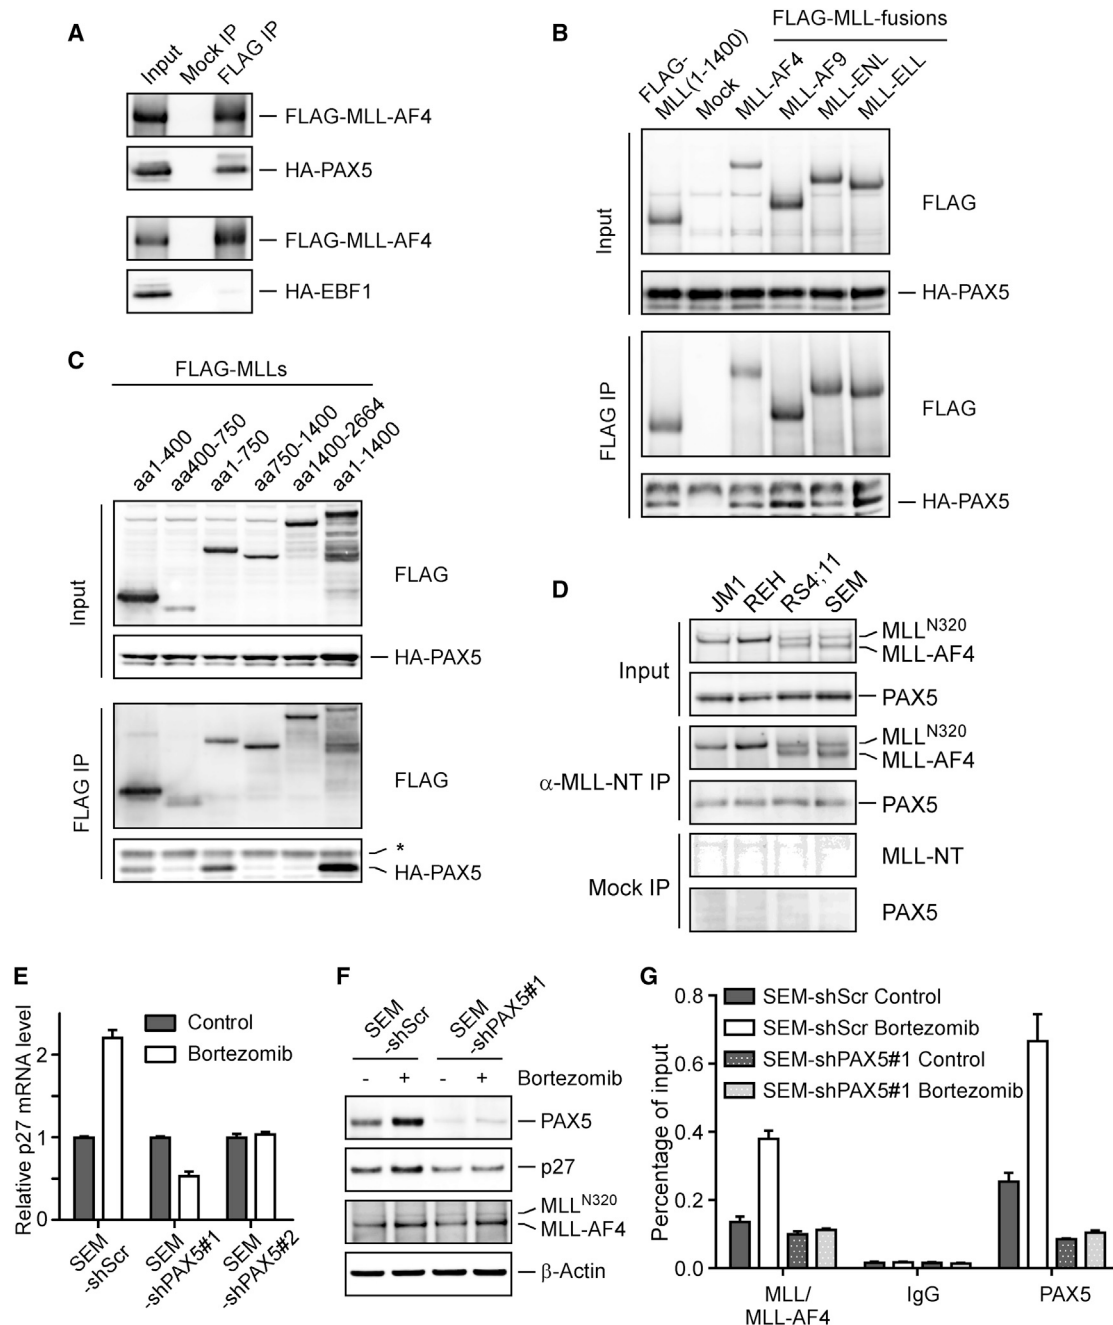 A
Input
Mock IP
FLAG IP
FLAG-MLL-AF4
HA-PAX5
FLAG-MLL-AF4
HA-EBF1
B
FLAG-MLL-fusions
FLAG-
MLL(1-1400)
Mock
MLL-AF4
MLL-AF9
MLL-ENL
MLL-ELL
Input
FLAG
HA-PAX5
FLAG IP
FLAG
HA-PAX5
C
FLAG-MLLs
aa1-400
aa400-750
aa1-750
aa750-1400
aa1400-2664
aa1-1400
Input
FLAG
HA-PAX5
FLAG IP
FLAG
*
HA-PAX5
D
JM1
REH
RS4;11
SEM
Input
MLL^N320
MLL-AF4
PAX5
α-MLL-NT IP
MLL^N320
MLL-AF4
PAX5
Mock IP
MLL-NT
PAX5
E
Relative p27 mRNA level
2
1
0
Control
Bortezomib
SEM
-shScr
SEM
-shPAX5#1
SEM
-shPAX5#2
F
SEM
-shScr
SEM
-shPAX5#1
- + - + Bortezomib
PAX5
p27
MLL^N320
MLL-AF4
β-Actin
G
Percentage of input
0.8
0.6
0.4
0.2
0.0
SEM-shScr Control
SEM-shScr Bortezomib
SEM-shPAX5#1 Control
SEM-shPAX5#1 Bortezomib
MLL/
MLL-AF4
IgG
PAX5